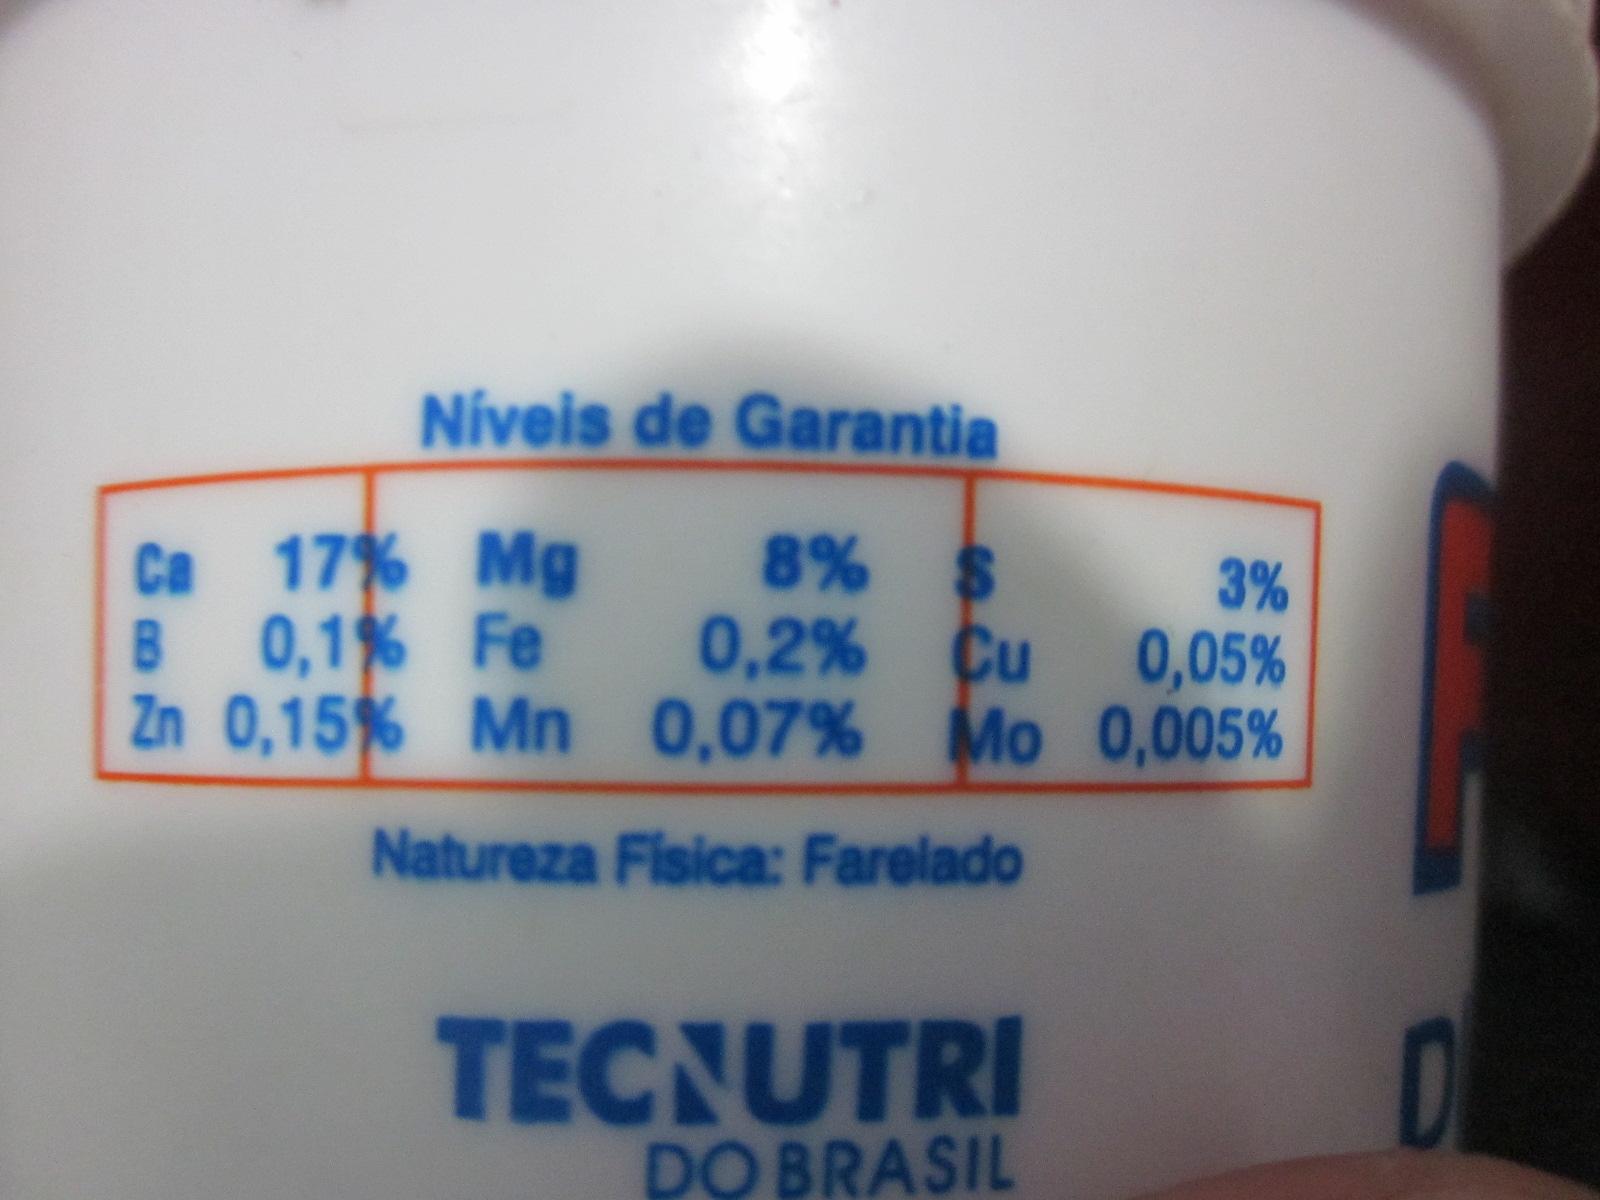 Níveis de Garantia
Ca 17% Mg 8% S 3%
B 0,1% Fe 0,2% Cu 0,05%
Zn 0,15% Mn 0,07% Mo 0,005%
Natureza Física: Farelado
TECNUTRI
DO BRASIL